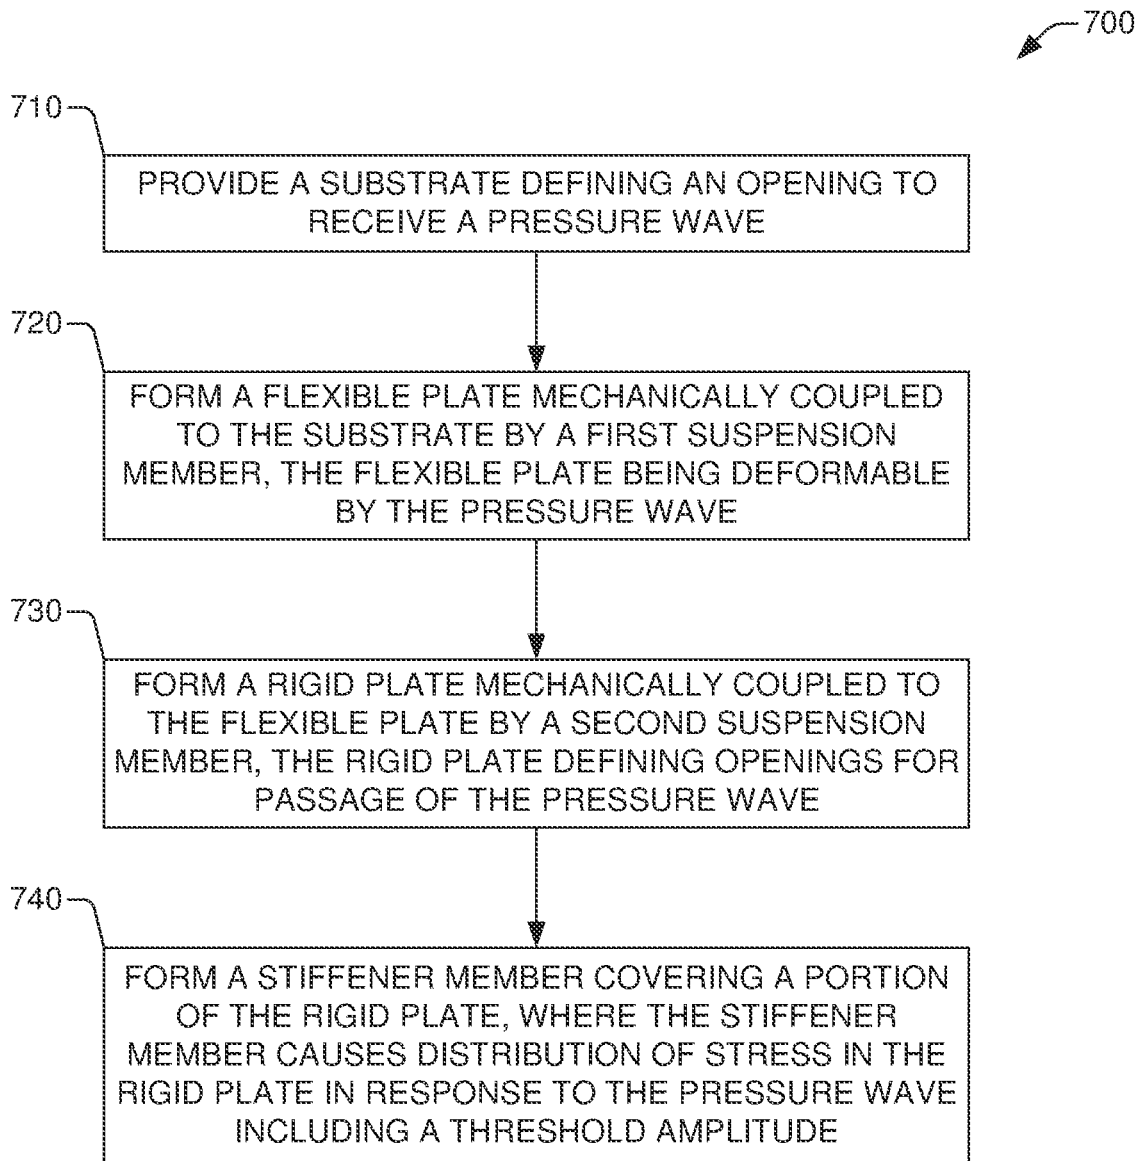 700
710
PROVIDE A SUBSTRATE DEFINING AN OPENING TO
RECEIVE A PRESSURE WAVE
720
FORM A FLEXIBLE PLATE MECHANICALLY COUPLED
TO THE SUBSTRATE BY A FIRST SUSPENSION
MEMBER, THE FLEXIBLE PLATE BEING DEFORMABLE
BY THE PRESSURE WAVE
730
FORM A RIGID PLATE MECHANICALLY COUPLED TO
THE FLEXIBLE PLATE BY A SECOND SUSPENSION
MEMBER, THE RIGID PLATE DEFINING OPENINGS FOR
PASSAGE OF THE PRESSURE WAVE
740
FORM A STIFFENER MEMBER COVERING A PORTION
OF THE RIGID PLATE, WHERE THE STIFFENER
MEMBER CAUSES DISTRIBUTION OF STRESS IN THE
RIGID PLATE IN RESPONSE TO THE PRESSURE WAVE
INCLUDING A THRESHOLD AMPLITUDE